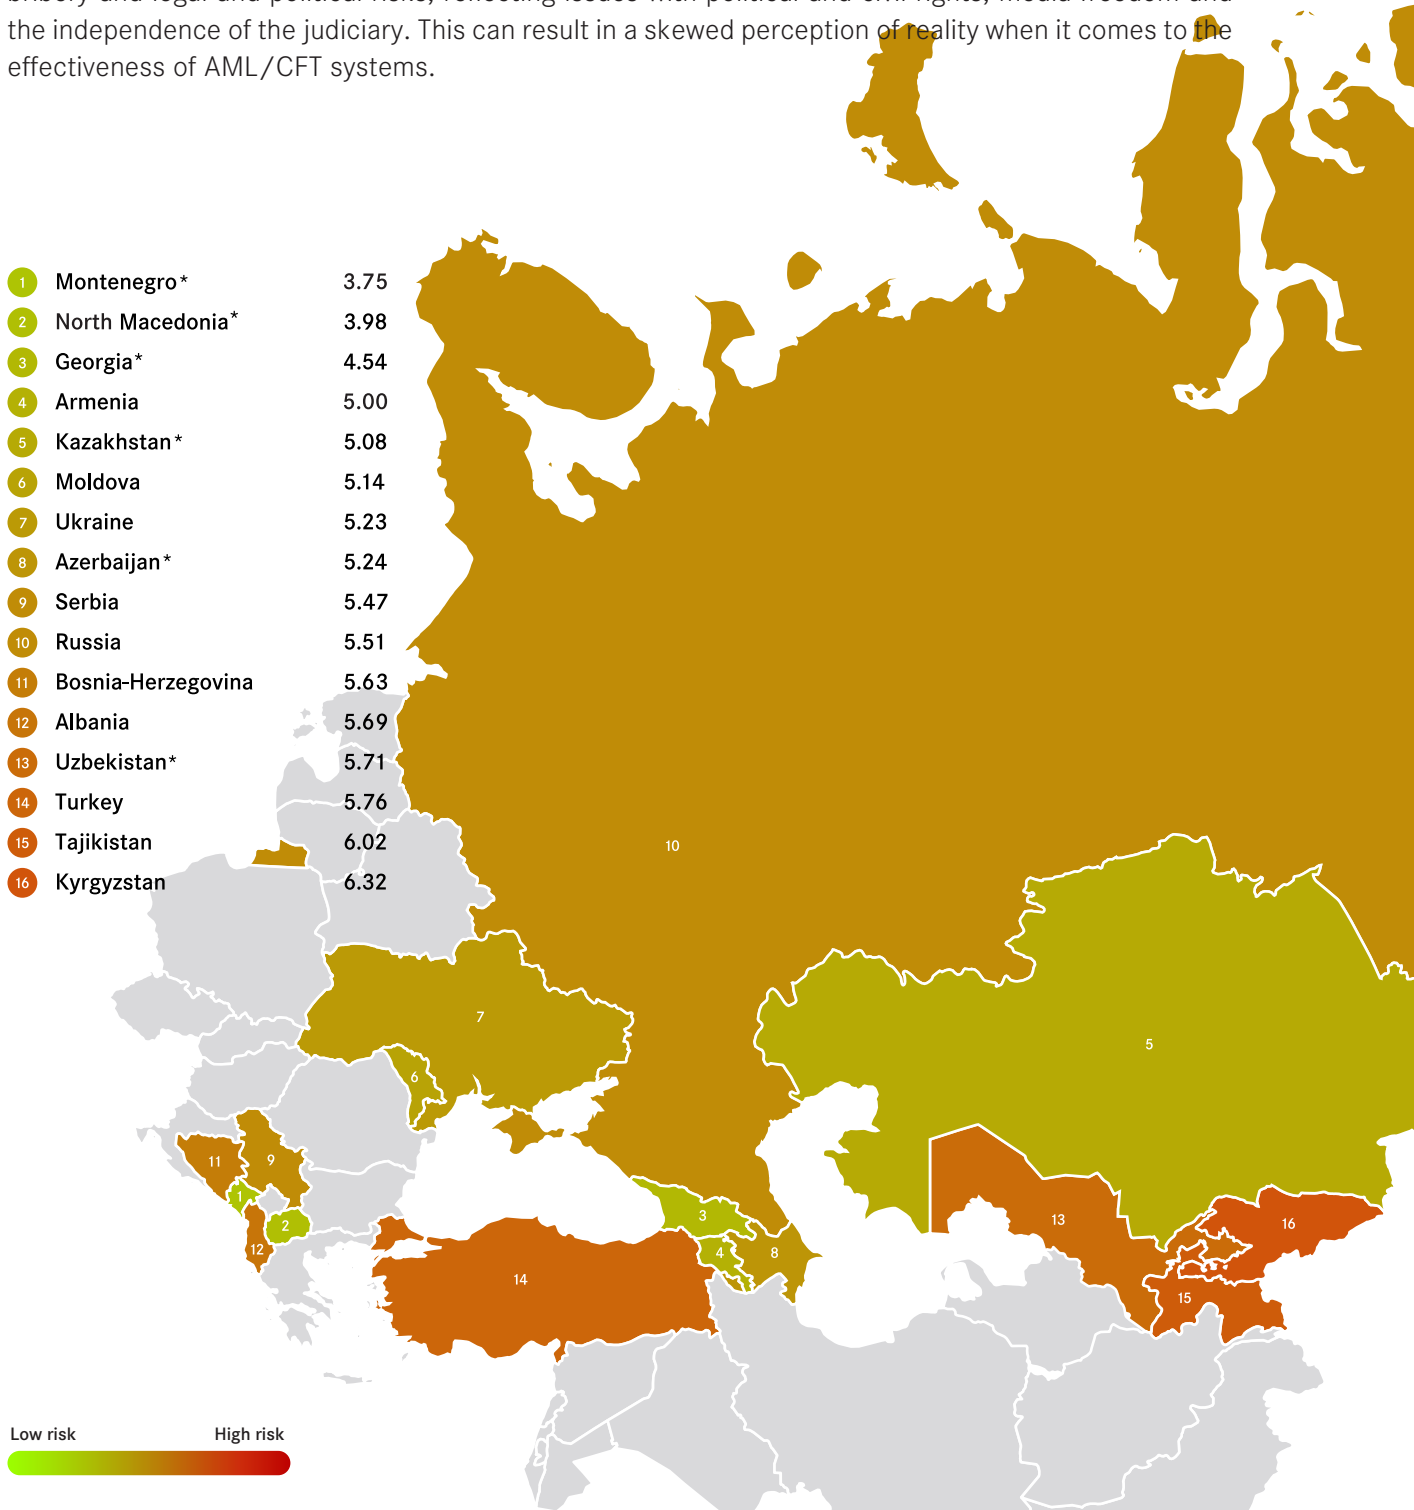 the independence of the judiciary. This can result in a skewed perception of reality when it comes to the
effectiveness of AML/CFT systems.
1 Montenegro* 3.75
2 North Macedonia* 3.98
3 Georgia* 4.54
4 Armenia 5.00
5 Kazakhstan* 5.08
6 Moldova 5.14
7 Ukraine 5.23
8 Azerbaijan* 5.24
9 Serbia 5.47
10 Russia 5.51
11 Bosnia-Herzegovina 5.63
12 Albania 5.69
13 Uzbekistan* 5.71
14 Turkey 5.76
15 Tajikistan 6.02
16 Kyrgyzstan 6.32
10
7
5
6
11
9
1
2
12
3
4
8
14
13
16
15
Low risk High risk